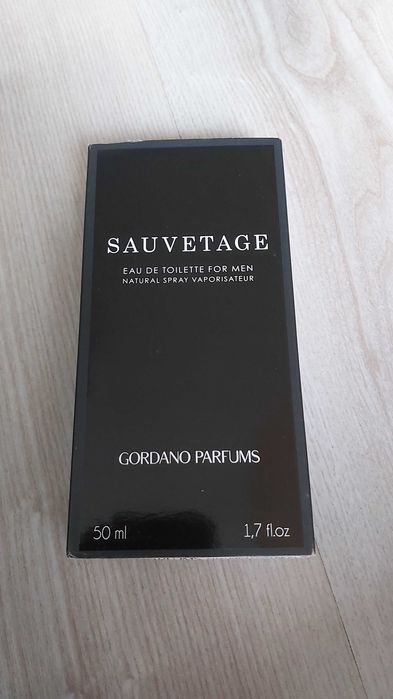 SAUVETAGE
EAU DE TOILETTE FOR MEN
NATURAL SPRAY VAPORISATEUR
GORDANO PARFUMS
50 ml 1,7 fl.oz